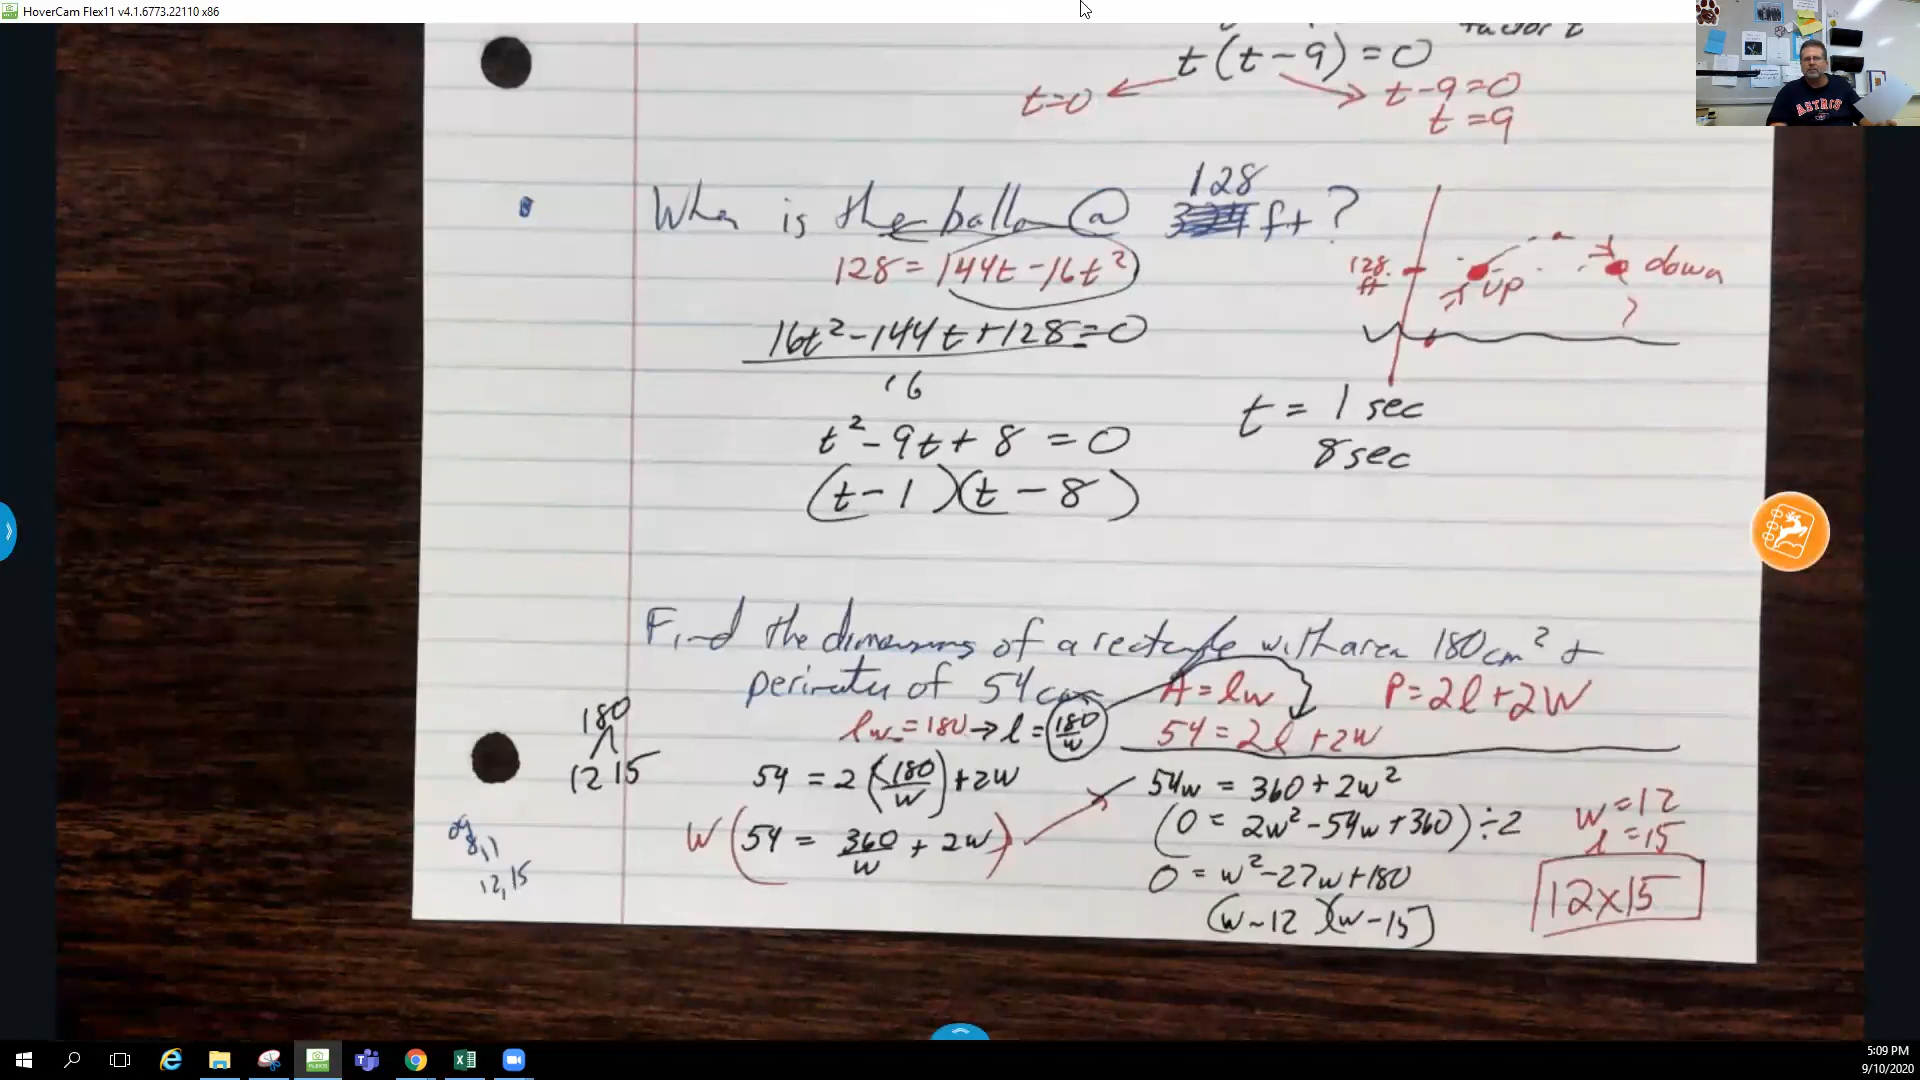 HoverCam Flex11 v4.1.6773.22110 x86
factor t
t(t-9)=0
t=0
t-9=0
t=9
ASTROS
When is the ballon @ 128 ft?
128 = 144t-16t²
128 ft
up
down
?
16t²-144t+128=0
16
t = 1 sec
8 sec
t²-9t+8 =0
(t-1)(t-8)
Find the dimensions of a rectangle with area 180cm² +
perimeter of 54 cm
A=lw
P=2l+2W
lw=180→l=180/w
54=2l+2w
180
12 15
54 = 2(180/w)+2w
54w = 360+2w²
W(54 = 360/w + 2w)
(0 = 2w²-54w+360)÷2
w=12
l=15
0 = w²-27w+180
12,15
(w-12)(w-15)
12x15
FLEX11
5:09 PM
9/10/2020